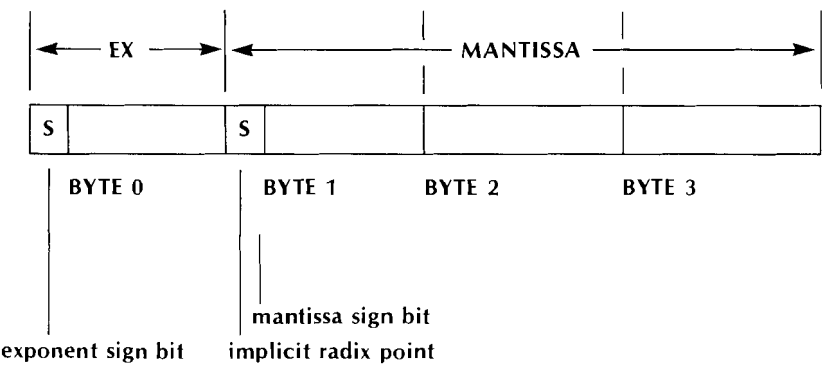 EX MANTISSA
S S
BYTE 0 BYTE 1 BYTE 2 BYTE 3
mantissa sign bit
exponent sign bit implicit radix point